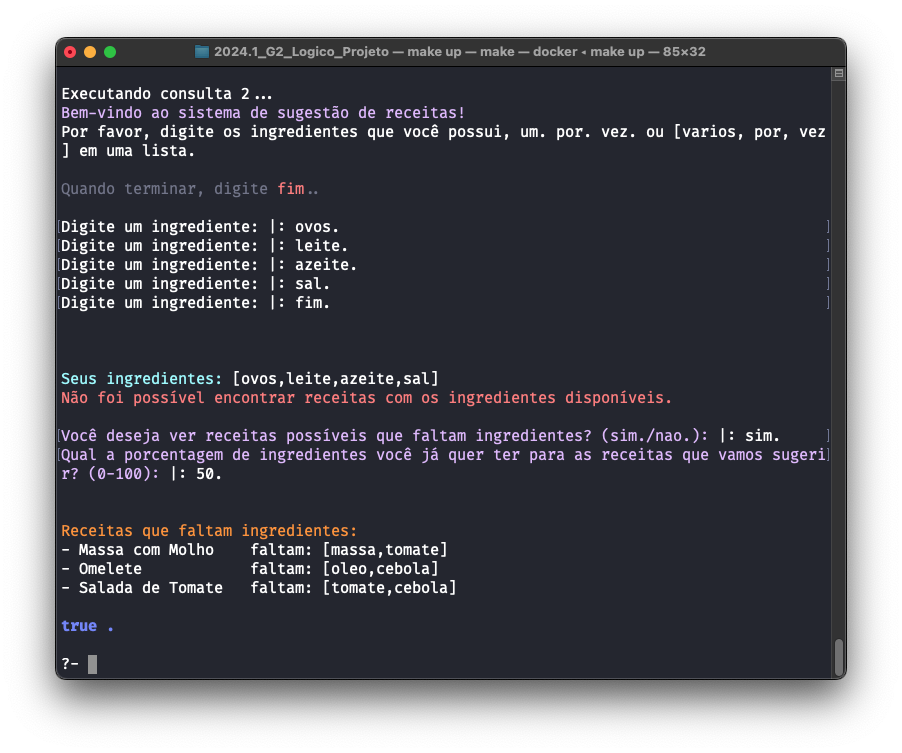 2024.1_G2_Logico_Projeto — make up — make — docker ◂ make up — 85×32
Executando consulta 2...
Bem-vindo ao sistema de sugestão de receitas!
Por favor, digite os ingredientes que você possui, um. por. vez. ou [varios, por, vez
] em uma lista.
Quando terminar, digite fim..
[Digite um ingrediente: |: ovos. ]
[Digite um ingrediente: |: leite. ]
[Digite um ingrediente: |: azeite. ]
[Digite um ingrediente: |: sal. ]
[Digite um ingrediente: |: fim. ]
Seus ingredientes: [ovos,leite,azeite,sal]
Não foi possível encontrar receitas com os ingredientes disponíveis.
[Você deseja ver receitas possíveis que faltam ingredientes? (sim./nao.): |: sim. ]
[Qual a porcentagem de ingredientes você já quer ter para as receitas que vamos sugeri]
r? (0-100): |: 50.
Receitas que faltam ingredientes:
- Massa com Molho    faltam: [massa,tomate]
- Omelete            faltam: [oleo,cebola]
- Salada de Tomate   faltam: [tomate,cebola]
true .
?-